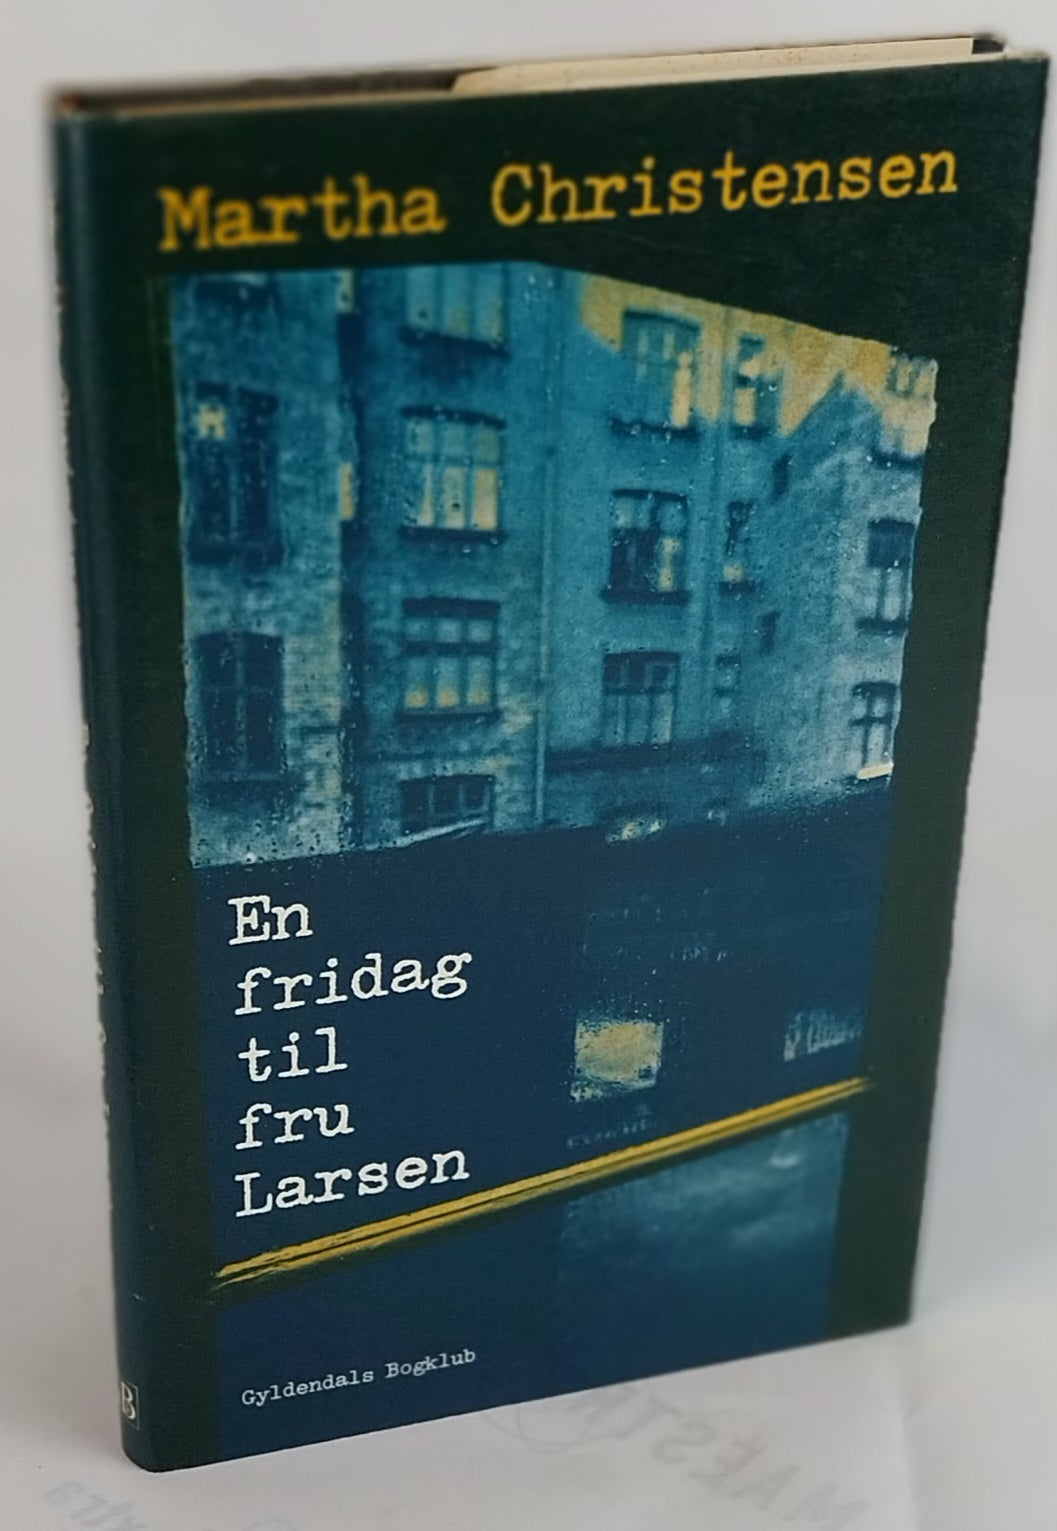 Martha Christensen
En
fridag
til
fru
Larsen
Gyldendals Bogklub
B